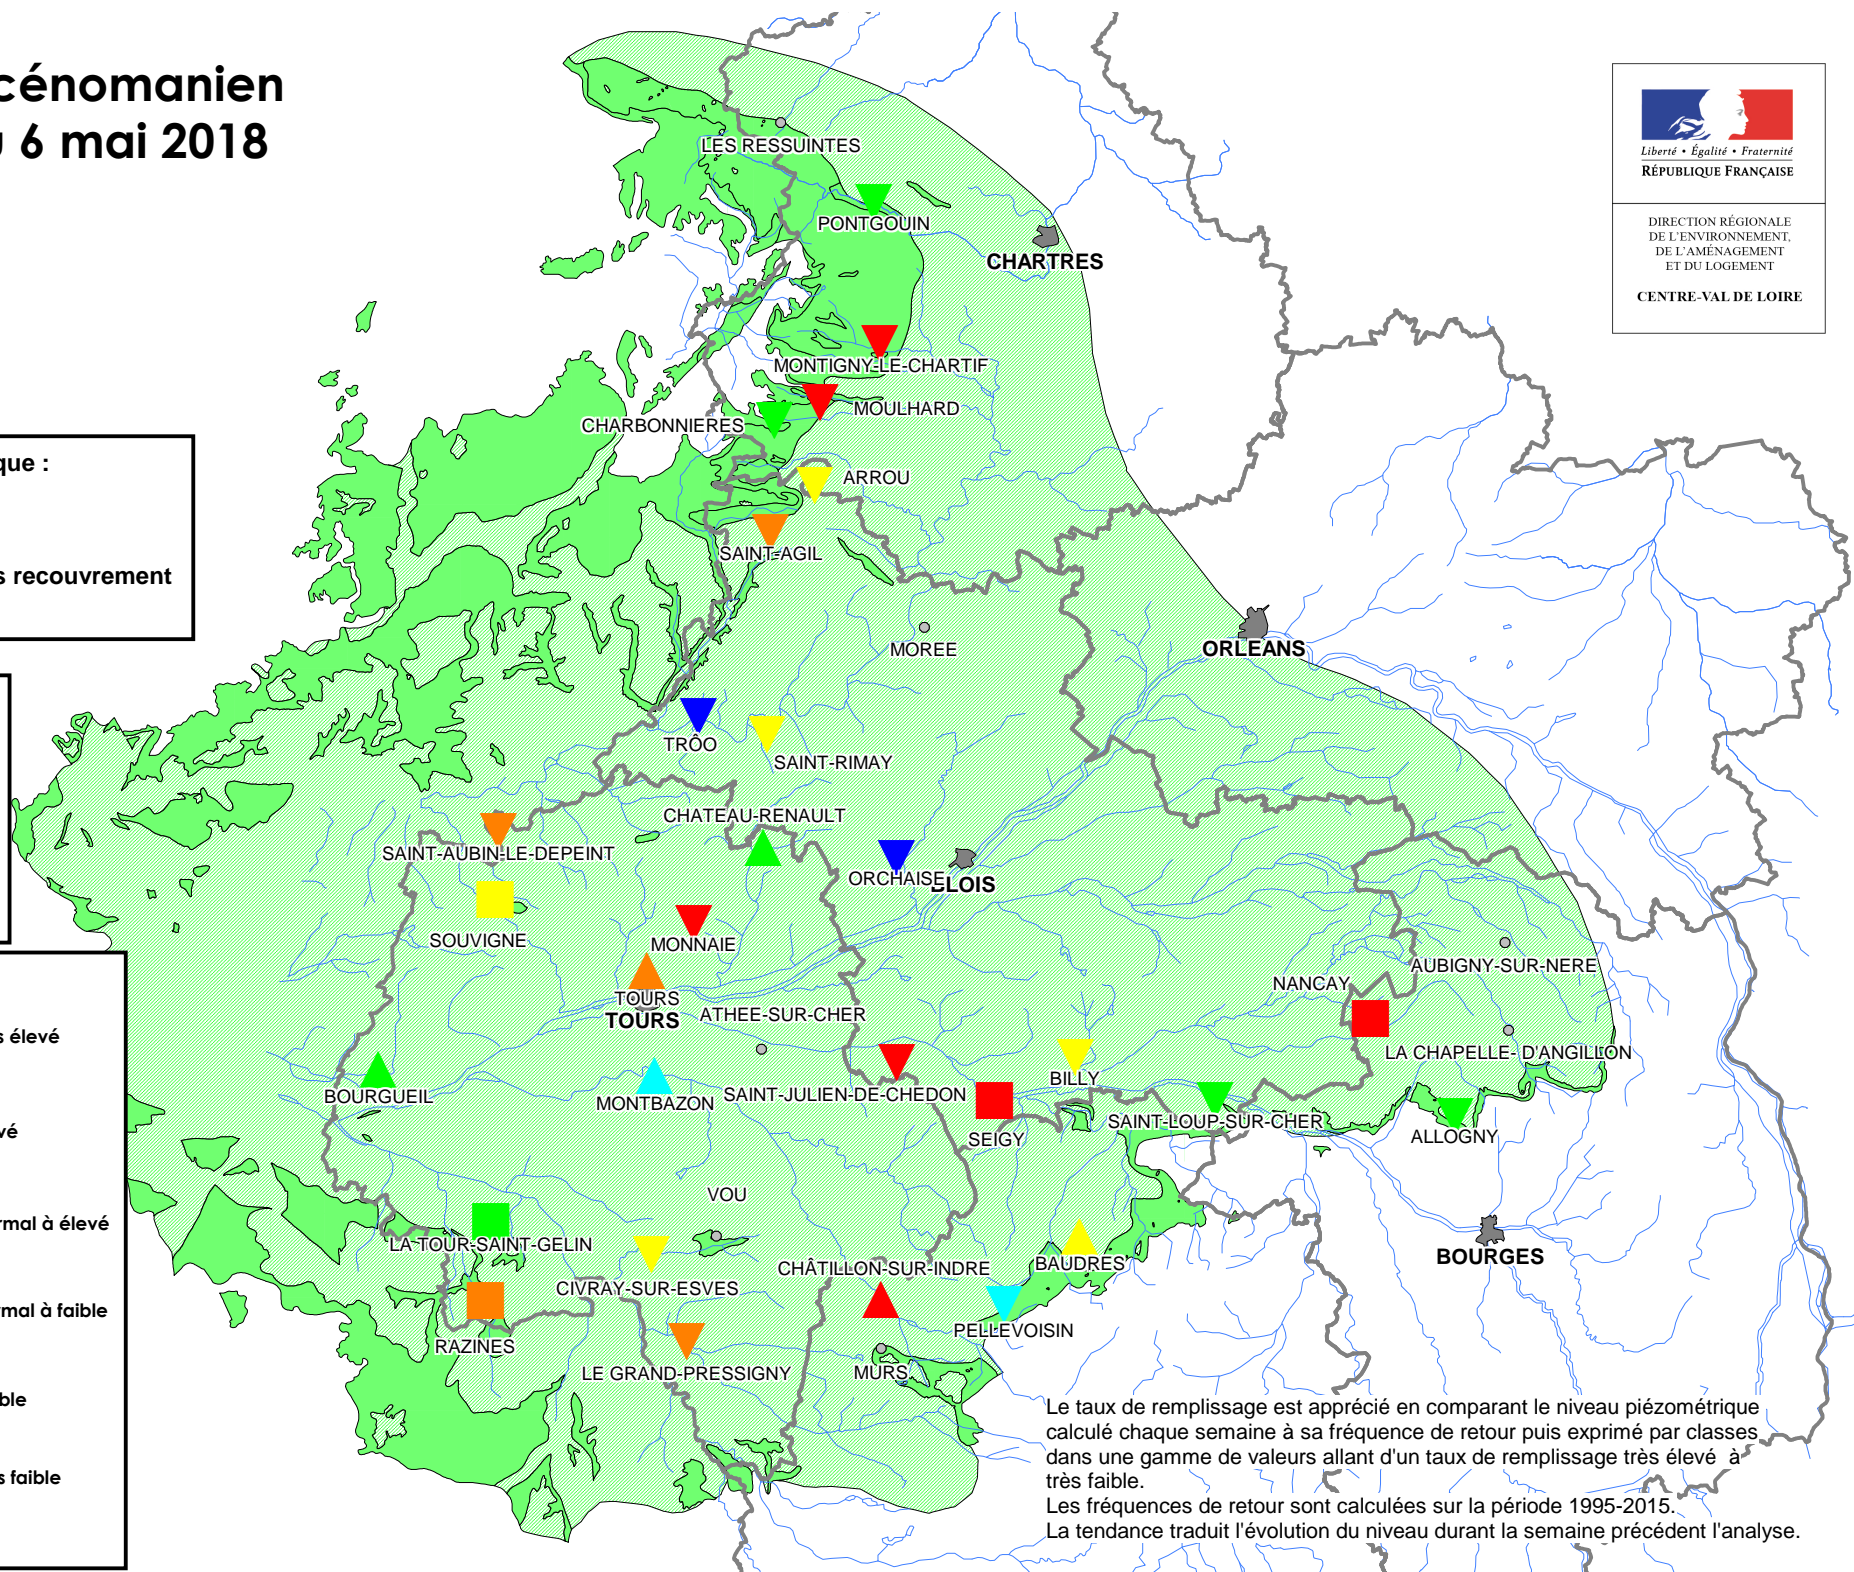 cénomanien
6 mai 2018
Liberté • Égalité • Fraternité
RÉPUBLIQUE FRANÇAISE
DIRECTION RÉGIONALE
DE L'ENVIRONNEMENT,
DE L'AMÉNAGEMENT
ET DU LOGEMENT
CENTRE-VAL DE LOIRE
que :
s recouvrement
s élevé
vé
rmal à élevé
rmal à faible
ble
s faible
LES RESSUINTES
PONTGOUIN
CHARTRES
MONTIGNY-LE-CHARTIF
MOULHARD
CHARBONNIERES
ARROU
SAINT-AGIL
MOREE
ORLEANS
TRÔO
SAINT-RIMAY
CHATEAU-RENAULT
SAINT-AUBIN-LE-DEPEINT
ORCHAISE
BLOIS
SOUVIGNE
MONNAIE
AUBIGNY-SUR-NERE
NANCAY
TOURS
TOURS
ATHEE-SUR-CHER
LA CHAPELLE- D'ANGILLON
BILLY
BOURGUEIL
MONTBAZON
SAINT-JULIEN-DE-CHEDON
SAINT-LOUP-SUR-CHER
SEIGY
ALLOGNY
VOU
LA TOUR-SAINT-GELIN
BOURGES
BAUDRES
CHÂTILLON-SUR-INDRE
CIVRAY-SUR-ESVES
PELLEVOISIN
RAZINES
LE GRAND-PRESSIGNY
MURS
Le taux de remplissage est apprécié en comparant le niveau piézométrique
calculé chaque semaine à sa fréquence de retour puis exprimé par classes
dans une gamme de valeurs allant d'un taux de remplissage très élevé à
très faible.
Les fréquences de retour sont calculées sur la période 1995-2015.
La tendance traduit l'évolution du niveau durant la semaine précédent l'analyse.